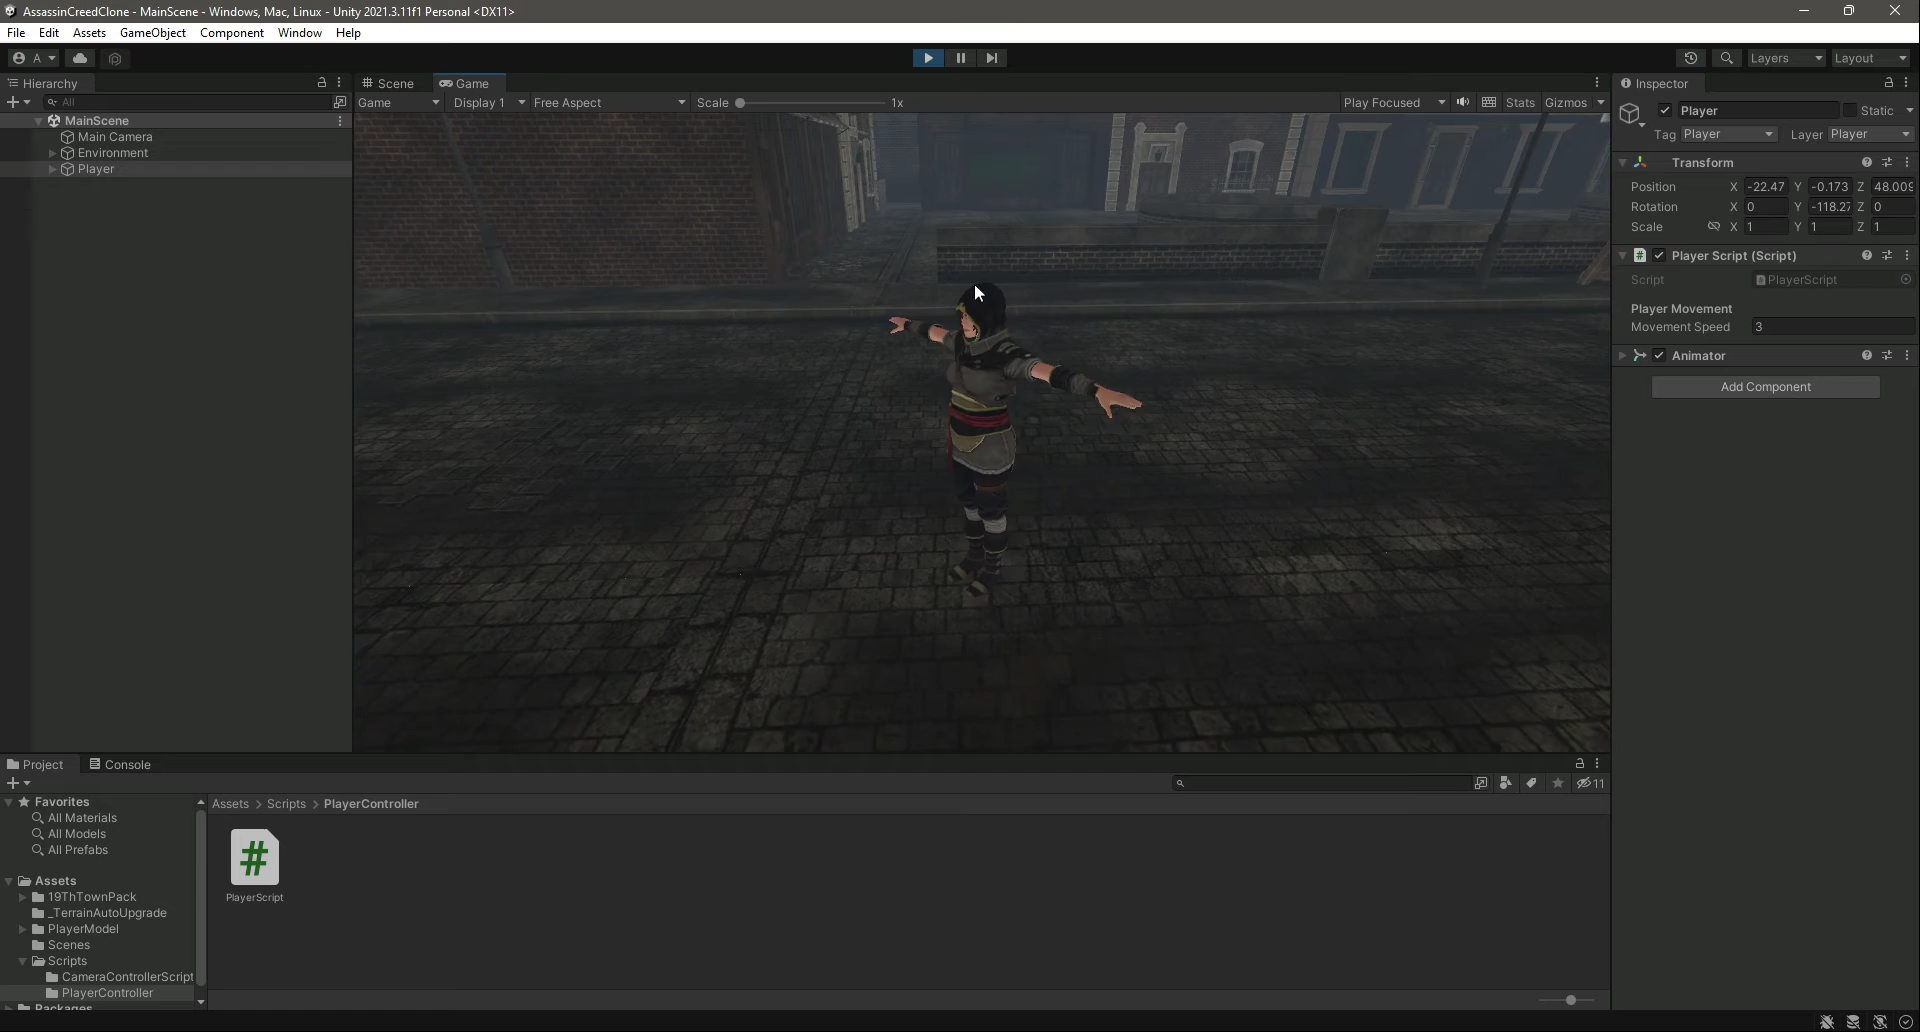 AssassinCreedClone - MainScene - Windows, Mac, Linux - Unity 2021.3.11f1 Personal <DX11>
File Edit Assets GameObject Component Window Help
A
Layers Layout
Hierarchy
All
MainScene
Main Camera
Environment
Player
Scene Game
Game Display 1 Free Aspect Scale 1x Play Focused Stats Gizmos
Inspector
Player Static
Tag Player Layer Player
Transform
Position X -22.47 Y -0.173 Z 48.009
Rotation X 0 Y -118.27 Z 0
Scale X 1 Y 1 Z 1
# Player Script (Script)
Script PlayerScript
Player Movement
Movement Speed 3
Animator
Add Component
Project Console
11
Favorites
All Materials
All Models
All Prefabs
Assets
19ThTownPack
_TerrainAutoUpgrade
PlayerModel
Scenes
Scripts
CameraControllerScript
PlayerController
Packages
Assets > Scripts > PlayerController
#
PlayerScript